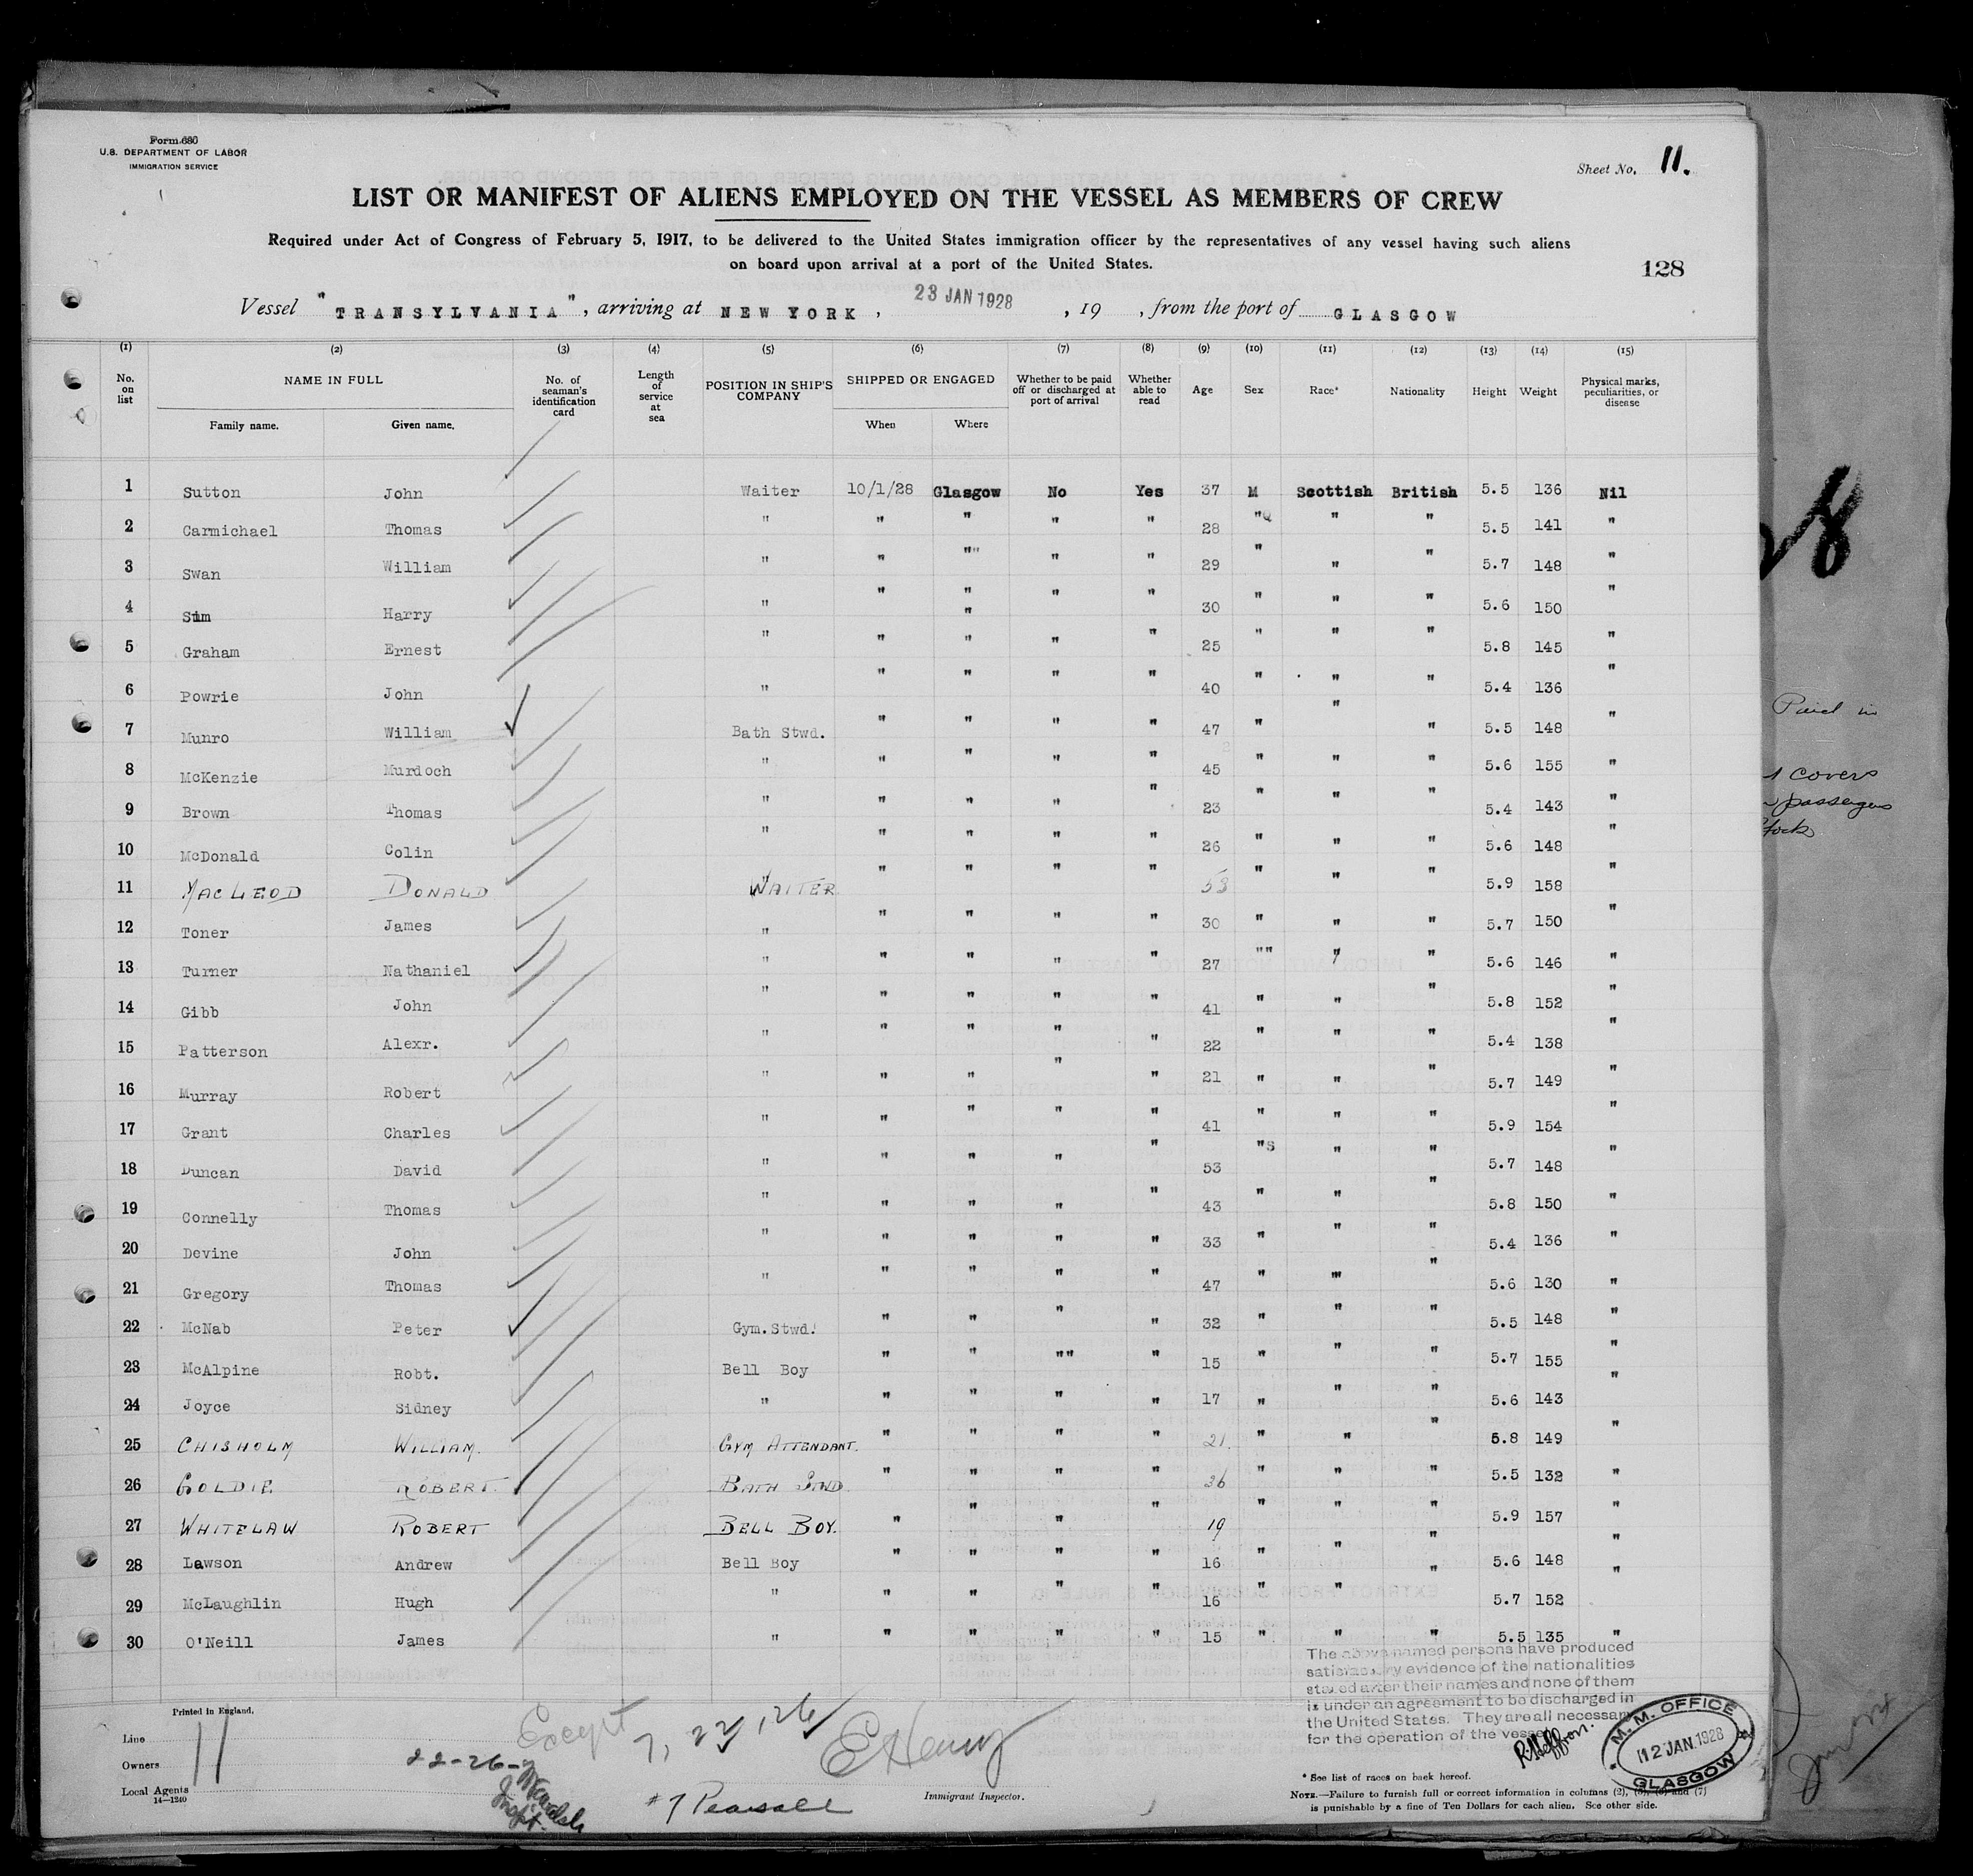 Form 680
U.S. DEPARTMENT OF LABOR
IMMIGRATION SERVICE
Sheet No. 11.
LIST OR MANIFEST OF ALIENS EMPLOYED ON THE VESSEL AS MEMBERS OF CREW
Required under Act of Congress of February 5, 1917, to be delivered to the United States immigration officer by the representatives of any vessel having such aliens
on board upon arrival at a port of the United States.
128
Vessel "TRANSYLVANIA", arriving at NEW YORK, 23 JAN 1928, 19 , from the port of GLASGOW
(1) (2) (3) (4) (5) (6) (7) (8) (9) (10) (11) (12) (13) (14) (15)
No. on list NAME IN FULL Family name. Given name. No. of seaman's identification card Length of service at sea POSITION IN SHIP'S COMPANY SHIPPED OR ENGAGED When Where Whether to be paid off or discharged at port of arrival Whether able to read Age Sex Race* Nationality Height Weight Physical marks, peculiarities, or disease
1 Sutton John Waiter 10/1/28 Glasgow No Yes 37 M Scottish British 5.5 136 Nil
2 Carmichael Thomas " " " " " 28 " " " 5.5 141 "
3 Swan William " " " " " 29 " " " 5.7 148 "
4 Sim Harry " " " " " 30 " " " 5.6 150 "
5 Graham Ernest " " " " " 25 " " " 5.8 145 "
6 Powrie John " " " " " 40 " " " 5.4 136 "
7 Munro William Bath Stwd. " " " " 47 " " " 5.5 148 "
8 McKenzie Murdoch " " " " " 45 " " " 5.6 155 "
9 Brown Thomas " " " " " 23 " " " 5.4 143 "
10 McDonald Colin " " " " " 26 " " " 5.6 148 "
11 MacLEOD DONALD WAITER " " " " 53 " " " 5.9 158 "
12 Toner James " " " " " 30 " " " 5.7 150 "
13 Turner Nathaniel " " " " " 27 "" " " 5.6 146 "
14 Gibb John " " " " " 41 " " " 5.8 152 "
15 Patterson Alexr. " " " " " 22 " " " 5.4 138 "
16 Murray Robert " " " " " 21 " " " 5.7 149 "
17 Grant Charles " " " " " 41 " " " 5.9 154 "
18 Duncan David " " " " " 53 "S " " 5.7 148 "
19 Connelly Thomas " " " " " 43 " " " 5.8 150 "
20 Devine John " " " " " 33 " " " 5.4 136 "
21 Gregory Thomas " " " " " 47 " " " 5.6 130 "
22 McNab Peter Gym.Stwd. " " " " 32 " " " 5.5 148 "
23 McAlpine Robt. Bell Boy " " "" " 15 " " " 5.7 155 "
24 Joyce Sidney " " " " " 17 " " " 5.6 143 "
25 CHISHOLM WILLIAM. GYM ATTENDANT. " " " " 21. " " " 5.8 149 "
26 GOLDIE ROBERT. BATH STWD. " " " " 26 " " " 5.5 132 "
27 WHITELAW ROBERT BELL BOY. " " " " 19 " " " 5.9 157 "
28 Lawson Andrew Bell Boy " " " " 16 " " " 5.6 148 "
29 McLaughlin Hugh " " " " " 16 " " " 5.7 152 "
30 O'Neill James " " " " " 15 " " " 5.5 135 "
The above named persons have produced
satisfactory evidence of the nationalities
stated after their names and none of them
is under an agreement to be discharged in
the United States. They are all necessary
for the operation of the vessel.
Printed in England.
Line
Owners
Local Agents
14—1240
11
Except 7, 22, 26
22-26-
#7 Pearsall
E Henry
Immigrant Inspector.
M.M. OFFICE
12 JAN 1928
GLASGOW
* See list of races on back hereof.
NOTE.—Failure to furnish full or correct information in columns (2), (5), (6) and (7)
is punishable by a fine of Ten Dollars for each alien. See other side.
Paid in
covers
passengers